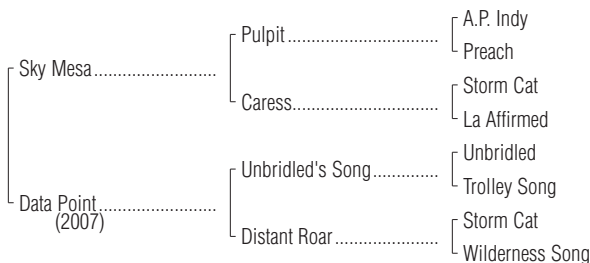 A.P. Indy
Pulpit
Preach
Sky Mesa
Storm Cat
Caress
La Affirmed
Unbridled
Unbridled's Song
Trolley Song
Data Point
(2007)
Storm Cat
Distant Roar
Wilderness Song